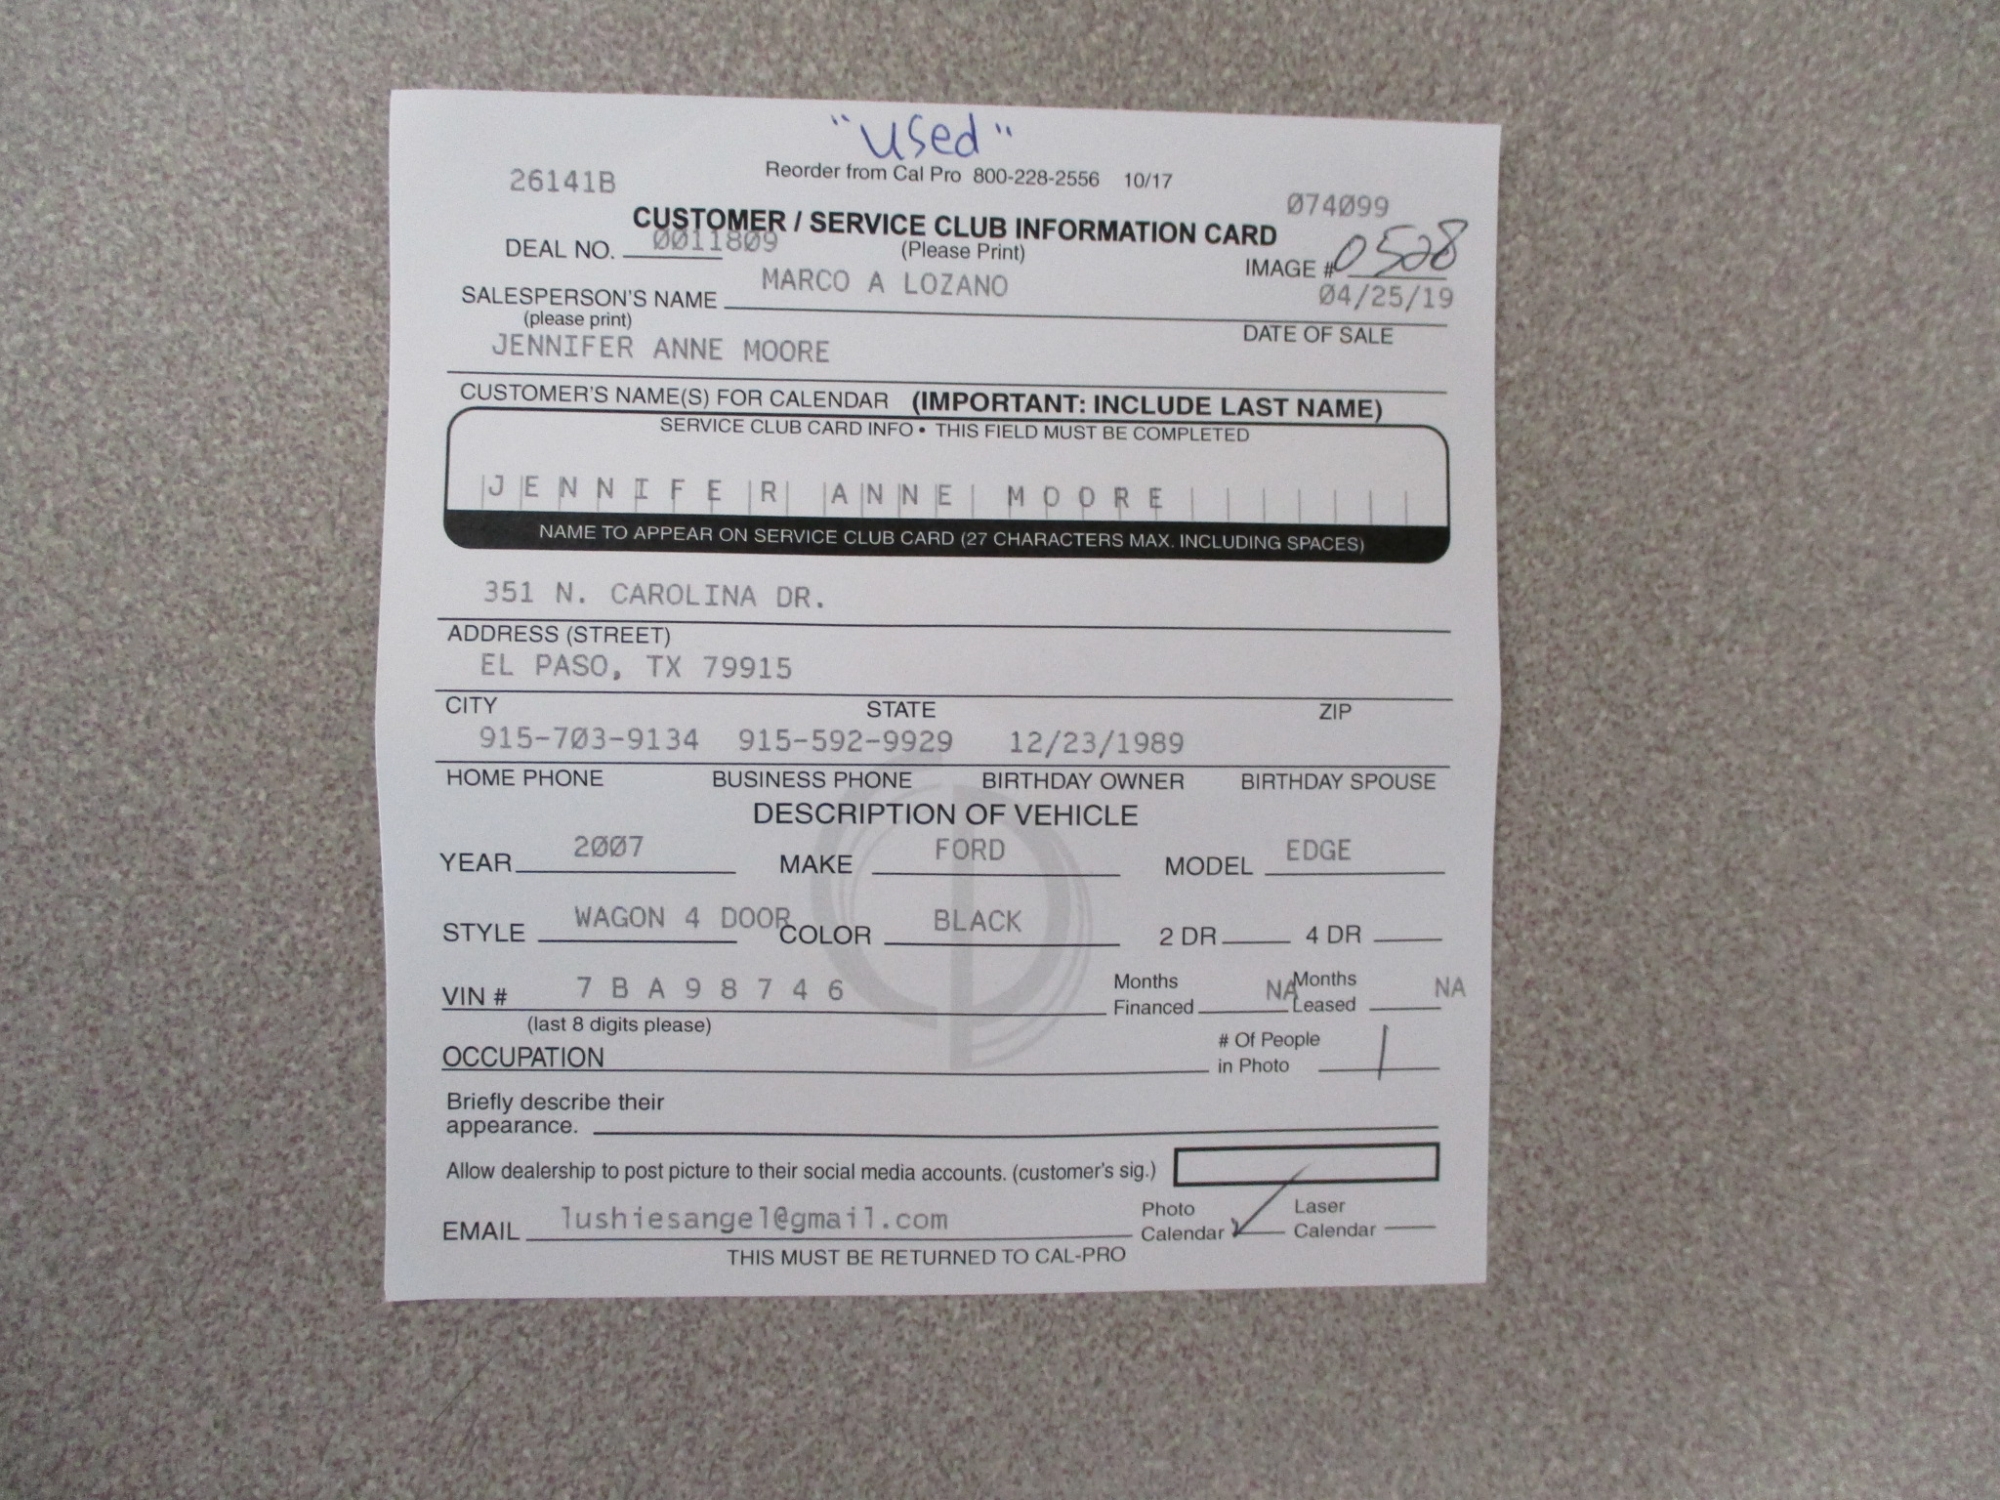 "Used"
Reorder from Cal Pro 800-228-2556 10/17
26141B
074099
CUSTOMER / SERVICE CLUB INFORMATION CARD
DEAL NO. 0011809 (Please Print) IMAGE # 0528
SALESPERSON'S NAME MARCO A LOZANO 04/25/19
(please print) DATE OF SALE
JENNIFER ANNE MOORE
CUSTOMER'S NAME(S) FOR CALENDAR (IMPORTANT: INCLUDE LAST NAME)
SERVICE CLUB CARD INFO • THIS FIELD MUST BE COMPLETED
JENNIFER ANNE MOORE
NAME TO APPEAR ON SERVICE CLUB CARD (27 CHARACTERS MAX. INCLUDING SPACES)
351 N. CAROLINA DR.
ADDRESS (STREET)
EL PASO, TX 79915
CITY STATE ZIP
915-703-9134 915-592-9929 12/23/1989
HOME PHONE BUSINESS PHONE BIRTHDAY OWNER BIRTHDAY SPOUSE
DESCRIPTION OF VEHICLE
YEAR 2007 MAKE FORD MODEL EDGE
STYLE WAGON 4 DOOR COLOR BLACK 2 DR 4 DR
VIN # 7BA98746 Months Financed NA Months Leased NA
(last 8 digits please)
OCCUPATION # Of People in Photo 1
Briefly describe their
appearance.
Allow dealership to post picture to their social media accounts. (customer's sig.)
EMAIL lushiesangel@gmail.com Photo Calendar ✓ Laser Calendar
THIS MUST BE RETURNED TO CAL-PRO